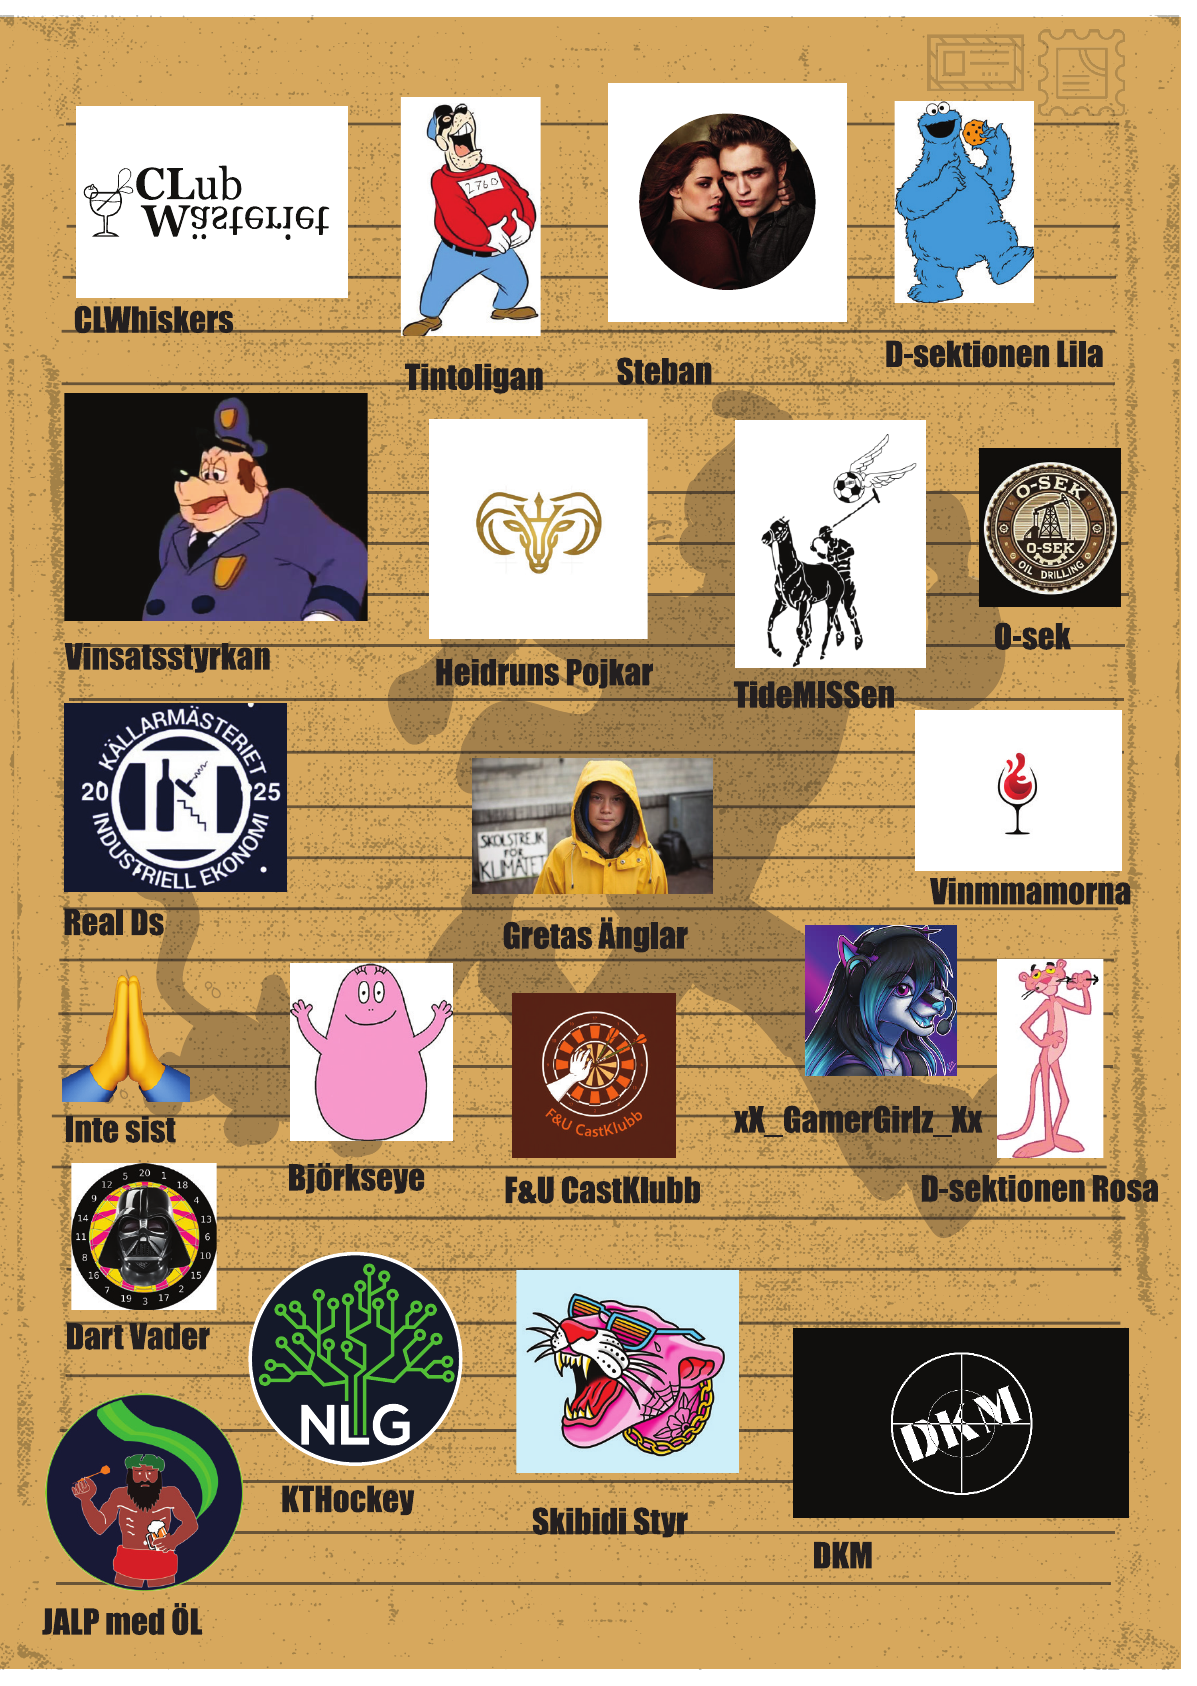 CLub
Wästeriet
CLWhiskers
Tintoligan
Steban
D-sektionen Lila
Vinsatsstyrkan
Heidruns Pojkar
TideMISSen
O-SEK
O-SEK
OIL DRILLING
O-sek
KÄLLARMÄSTERIET
20 25
INDUSTRIELL EKONOMI
Real Ds
SKOLSTREJK
FÖR
KLIMATET
Gretas Änglar
Vinmmamorna
Inte sist
Björkseye
F&U CastKlubb
F&U CastKlubb
xX_GamerGirlz_Xx
D-sektionen Rosa
20 1 18 4 13 6 10 15 2 17 3 19 7 16 8 11 14 9 12 5
Dart Vader
NLG
KTHockey
Skibidi Styr
DKM
DKM
JALP med ÖL